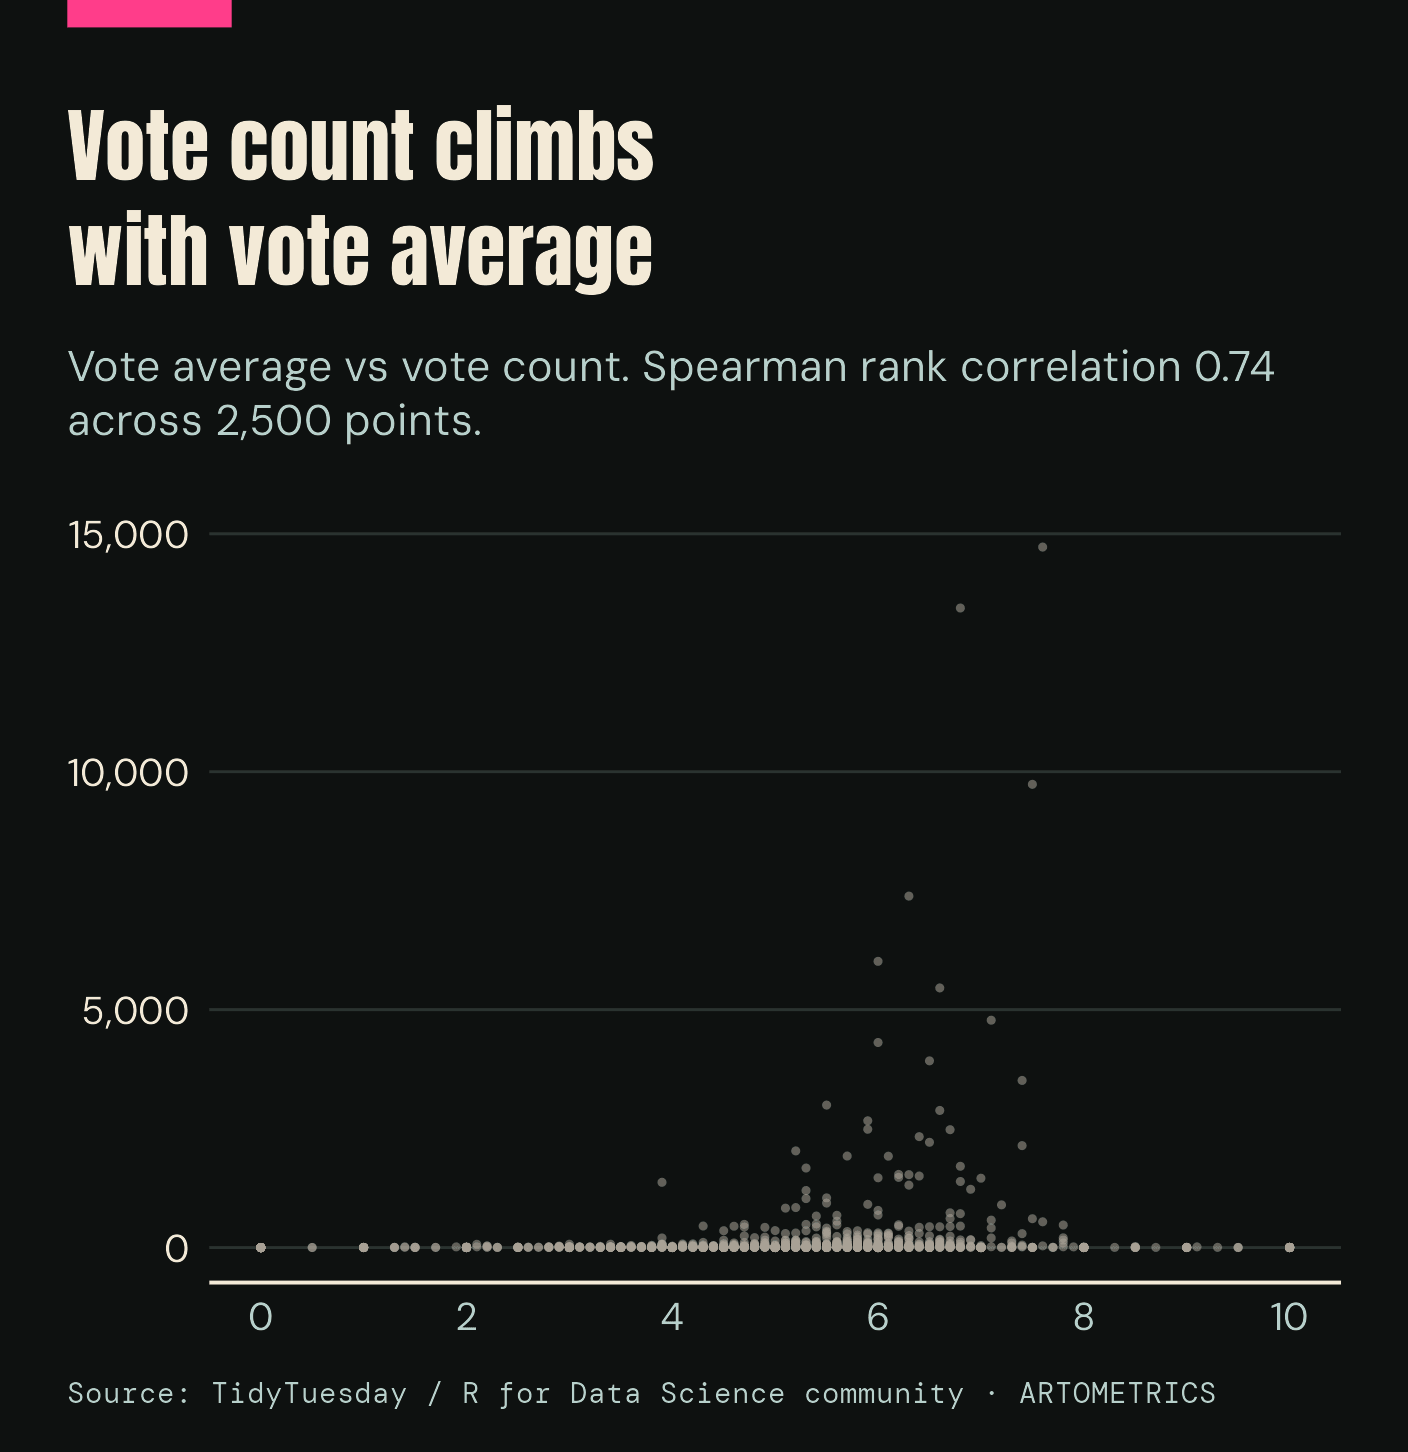 Vote count climbs
with vote average
Vote average vs vote count. Spearman rank correlation 0.74
across 2,500 points.
15,000
10,000
5,000
0
0 2 4 6 8 10
Source: TidyTuesday / R for Data Science community · ARTOMETRICS